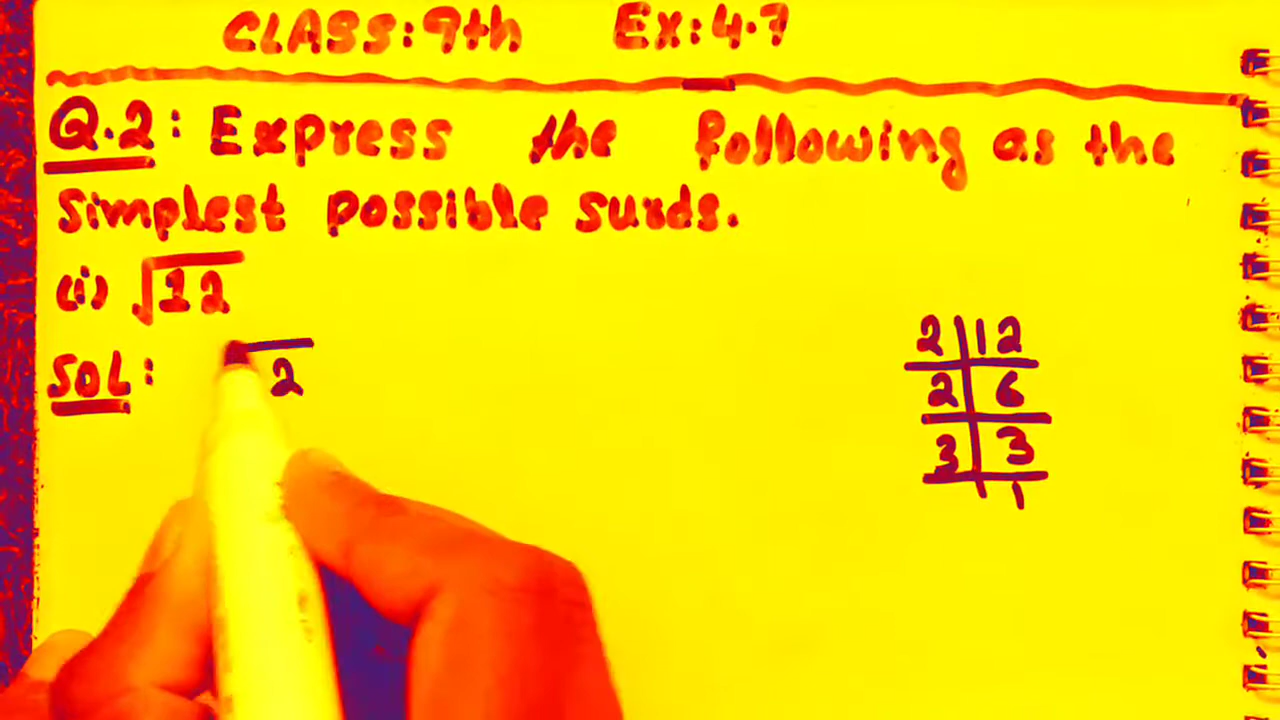 CLASS: 9th Ex: 4.7
Q.2: Express the following as the
Simplest possible surds.
(i) √12
SOL: √ 2
2 | 12
2 | 6
3 | 3
1